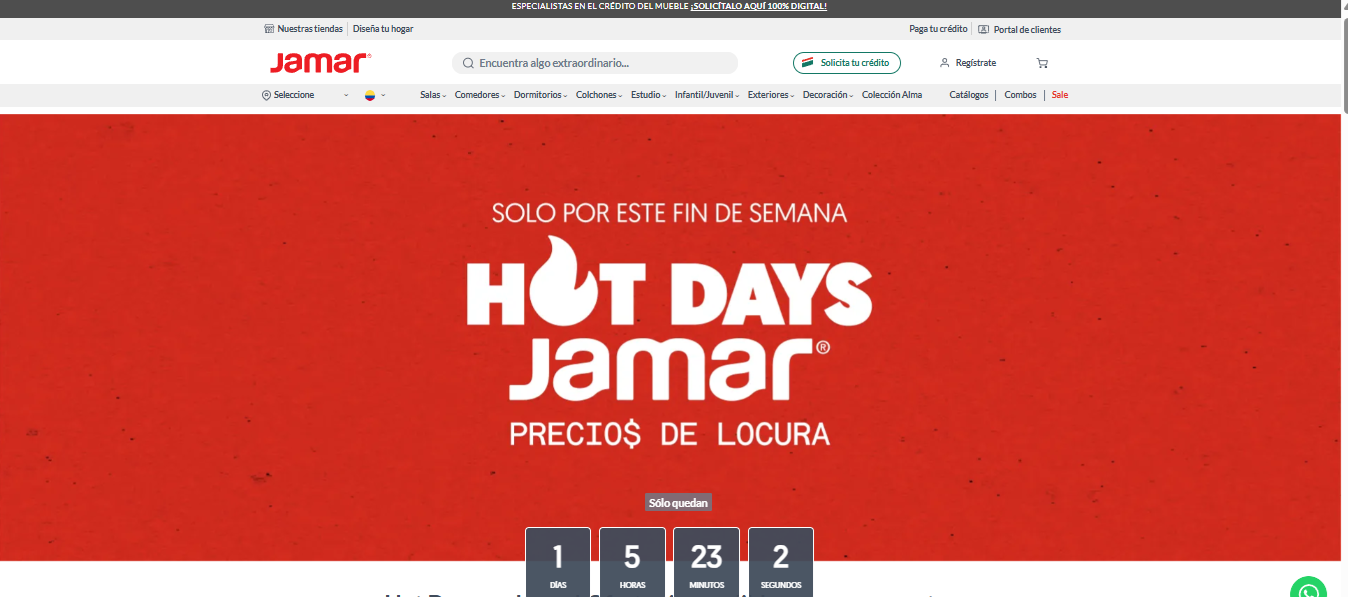 ESPECIALISTAS EN EL CRÉDITO DEL MUEBLE ¡SOLICÍTALO AQUÍ 100% DIGITAL!
Nuestras tiendas Diseña tu hogar Paga tu crédito Portal de clientes
Jamar® Encuentra algo extraordinario... Solicita tu crédito Regístrate
Seleccione Salas Comedores Dormitorios Colchones Estudio Infantil/Juvenil Exteriores Decoración Colección Alma Catálogos Combos Sale
SOLO POR ESTE FIN DE SEMANA
HOT DAYS
Jamar®
PRECIO$ DE LOCURA
Sólo quedan
1 5 23 2
DÍAS HORAS MINUTOS SEGUNDOS